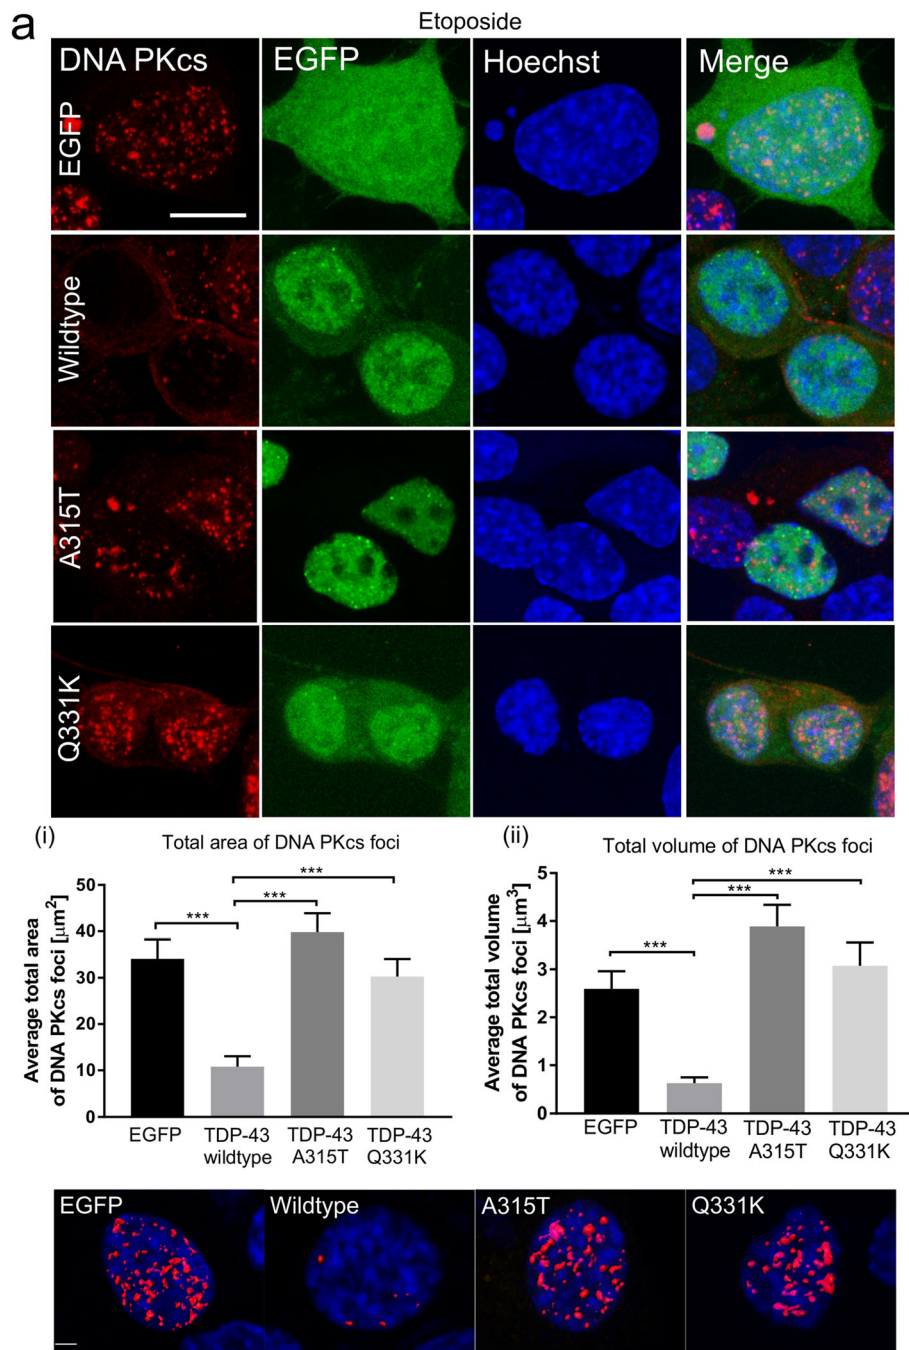 a
Etoposide
DNA PKcs
EGFP
Hoechst
Merge
EGFP
Wildtype
A315T
Q331K
(i)
Total area of DNA PKcs foci
***
***
***
Average total area
of DNA PKcs foci [μm²]
50
40
30
20
10
0
EGFP
TDP-43
wildtype
TDP-43
A315T
TDP-43
Q331K
(ii)
Total volume of DNA PKcs foci
***
***
***
Average total volume
of DNA PKcs foci [μm³]
5
4
3
2
1
0
EGFP
TDP-43
wildtype
TDP-43
A315T
TDP-43
Q331K
EGFP
Wildtype
A315T
Q331K